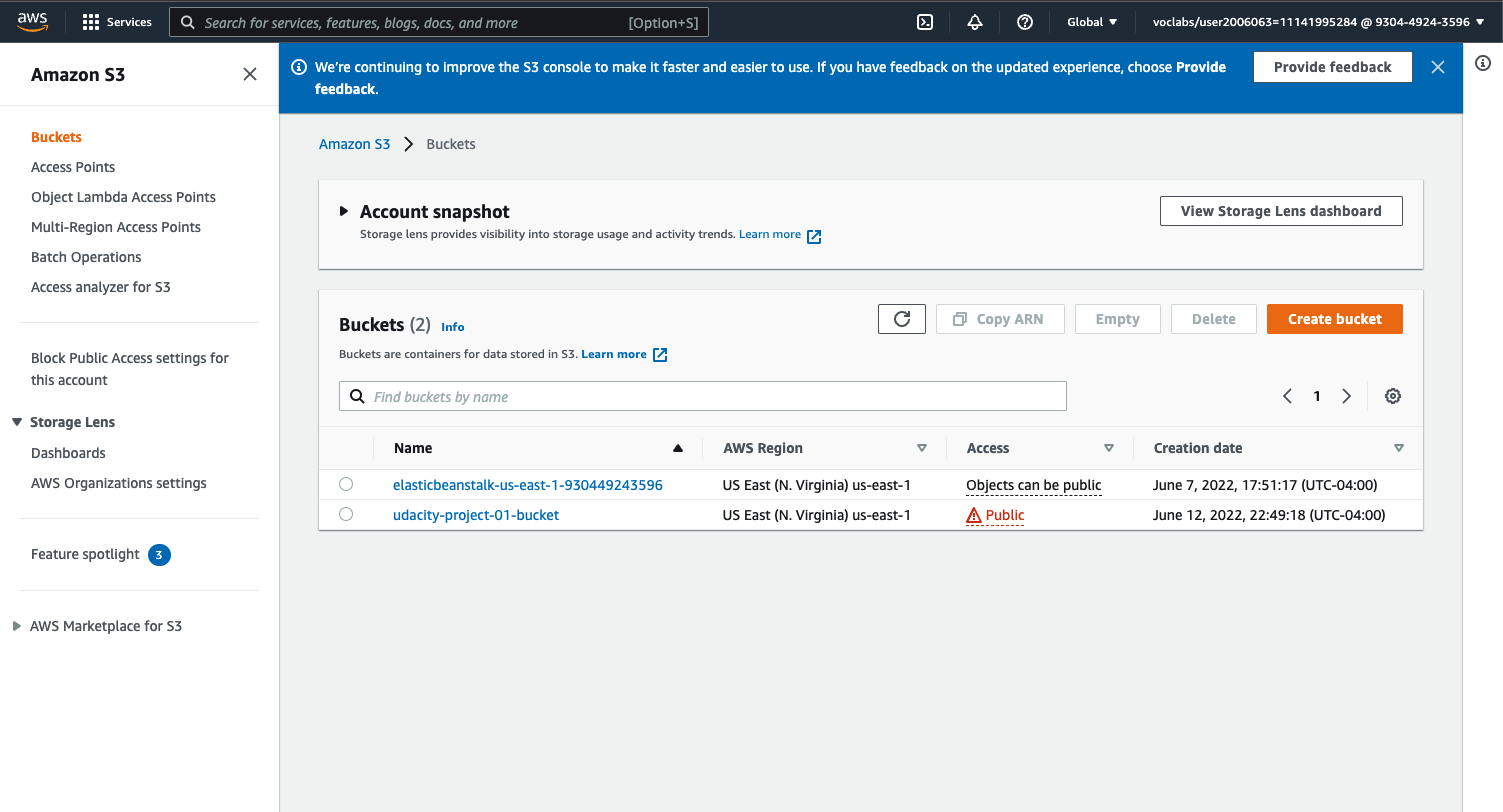 aws
Services
Search for services, features, blogs, docs, and more
[Option+S]
Global
voclabs/user2006063=11141995284 @ 9304-4924-3596
Amazon S3
Buckets
Access Points
Object Lambda Access Points
Multi-Region Access Points
Batch Operations
Access analyzer for S3
Block Public Access settings for
this account
Storage Lens
Dashboards
AWS Organizations settings
Feature spotlight 3
AWS Marketplace for S3
We're continuing to improve the S3 console to make it faster and easier to use. If you have feedback on the updated experience, choose Provide
feedback.
Provide feedback
Amazon S3 Buckets
Account snapshot
Storage lens provides visibility into storage usage and activity trends. Learn more
View Storage Lens dashboard
Buckets (2) Info
Buckets are containers for data stored in S3. Learn more
Copy ARN
Empty
Delete
Create bucket
Find buckets by name
1
Name AWS Region Access Creation date
elasticbeanstalk-us-east-1-930449243596 US East (N. Virginia) us-east-1 Objects can be public June 7, 2022, 17:51:17 (UTC-04:00)
udacity-project-01-bucket US East (N. Virginia) us-east-1 Public June 12, 2022, 22:49:18 (UTC-04:00)